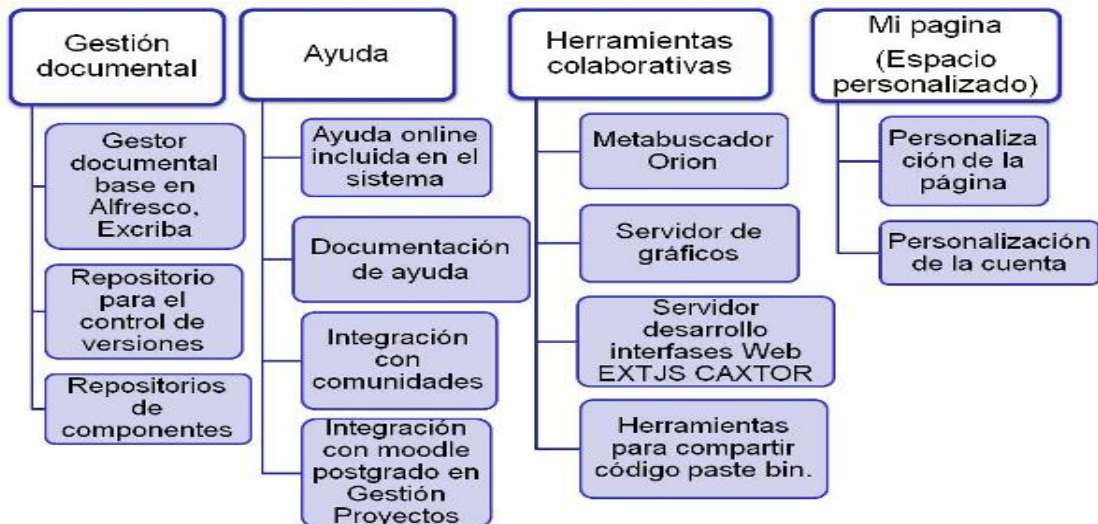 Gestión
documental
Gestor
documental
base en
Alfresco,
Excriba
Repositorio
para el
control de
versiones
Repositorios
de
componentes
Ayuda
Ayuda online
incluida en el
sistema
Documentación
de ayuda
Integración
con
comunidades
Integración
con moodle
postgrado en
Gestión
Proyectos
Herramientas
colaborativas
Metabuscador
Orion
Servidor de
gráficos
Servidor
desarrollo
interfases Web
EXTJS CAXTOR
Herramientas
para compartir
código paste bin.
Mi pagina
(Espacio
personalizado)
Personaliza
ción de la
página
Personalización
de la cuenta